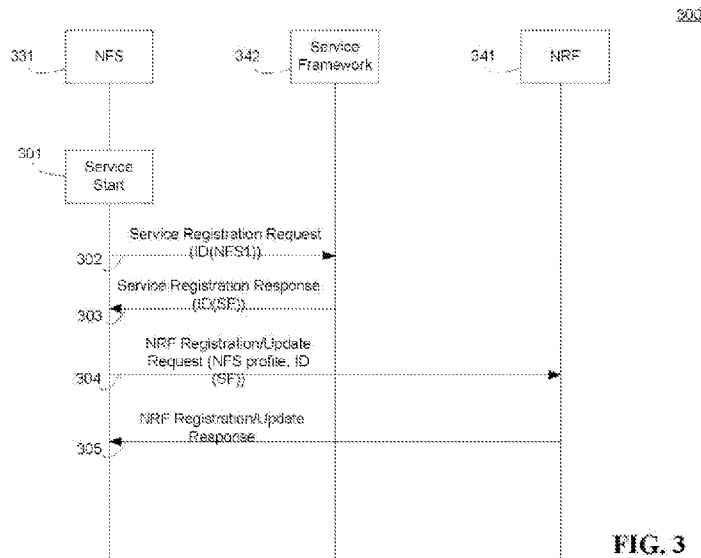 300
331
NFS
342
Service
Framework
341
NRF
301
Service
Start
Service Registration Request
(ID(NFS1))
302
Service Registration Response
(ID(SF))
303
NRF Registration/Update
Request (NFS profile, ID
(SF))
304
NRF Registration/Update
Response
305
FIG. 3